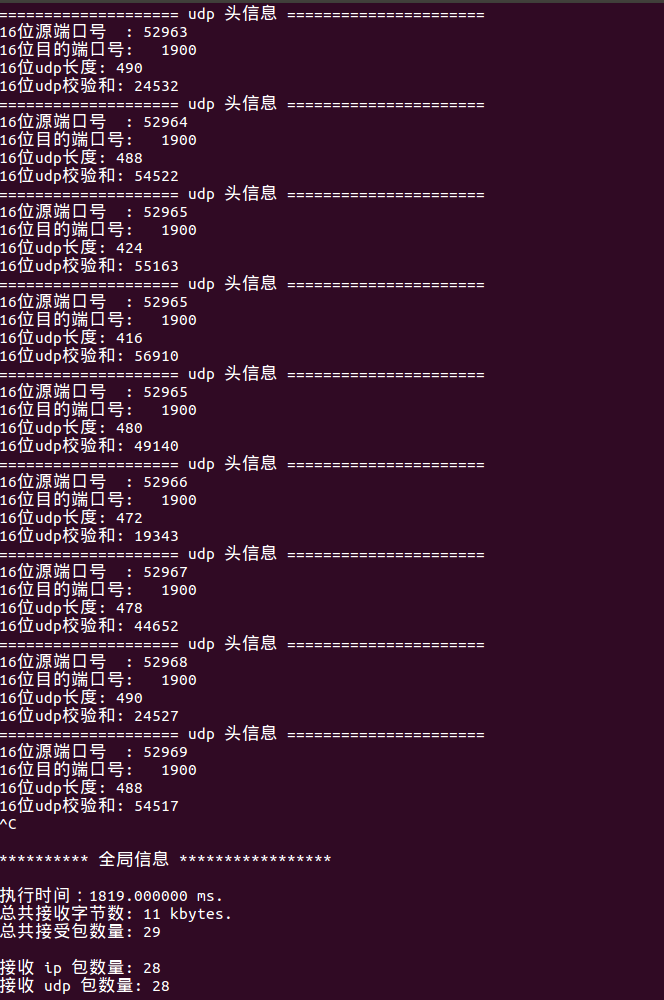 ==================== udp 头信息 ======================
16位源端口号  : 52963
16位目的端口号:   1900
16位udp长度: 490
16位udp校验和: 24532
==================== udp 头信息 ======================
16位源端口号  : 52964
16位目的端口号:   1900
16位udp长度: 488
16位udp校验和: 54522
==================== udp 头信息 ======================
16位源端口号  : 52965
16位目的端口号:   1900
16位udp长度: 424
16位udp校验和: 55163
==================== udp 头信息 ======================
16位源端口号  : 52965
16位目的端口号:   1900
16位udp长度: 416
16位udp校验和: 56910
==================== udp 头信息 ======================
16位源端口号  : 52965
16位目的端口号:   1900
16位udp长度: 480
16位udp校验和: 49140
==================== udp 头信息 ======================
16位源端口号  : 52966
16位目的端口号:   1900
16位udp长度: 472
16位udp校验和: 19343
==================== udp 头信息 ======================
16位源端口号  : 52967
16位目的端口号:   1900
16位udp长度: 478
16位udp校验和: 44652
==================== udp 头信息 ======================
16位源端口号  : 52968
16位目的端口号:   1900
16位udp长度: 490
16位udp校验和: 24527
==================== udp 头信息 ======================
16位源端口号  : 52969
16位目的端口号:   1900
16位udp长度: 488
16位udp校验和: 54517
^C
********** 全局信息 *****************
执行时间：1819.000000 ms.
总共接收字节数: 11 kbytes.
总共接受包数量: 29
接收 ip 包数量: 28
接收 udp 包数量: 28